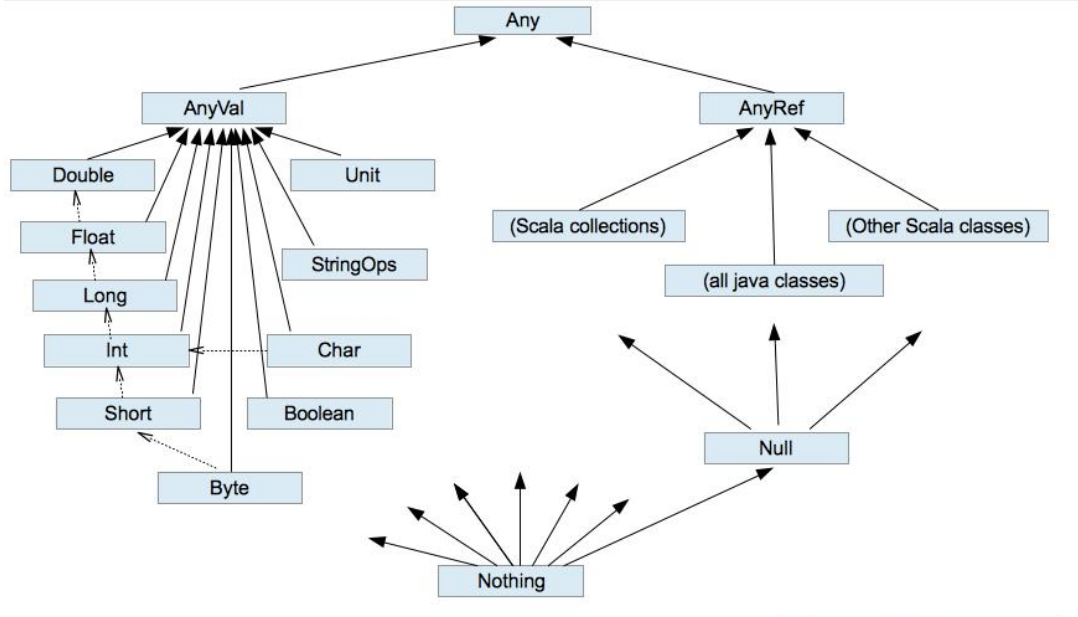 Any
AnyVal
AnyRef
Double
Unit
Float
(Scala collections)
(Other Scala classes)
StringOps
(all java classes)
Long
Int
Char
Short
Boolean
Null
Byte
Nothing